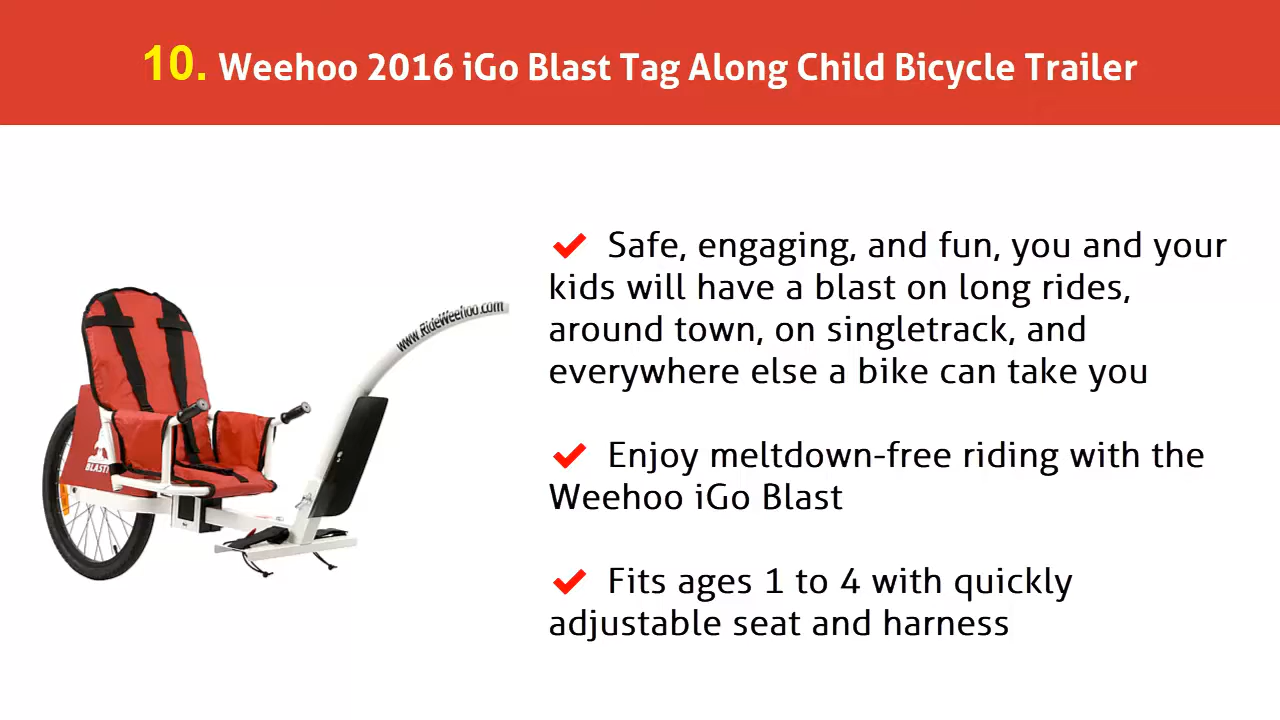 10. Weehoo 2016 iGo Blast Tag Along Child Bicycle Trailer
www.RideWeehoo.com
BLAST
Safe, engaging, and fun, you and your
kids will have a blast on long rides,
around town, on singletrack, and
everywhere else a bike can take you
Enjoy meltdown-free riding with the
Weehoo iGo Blast
Fits ages 1 to 4 with quickly
adjustable seat and harness